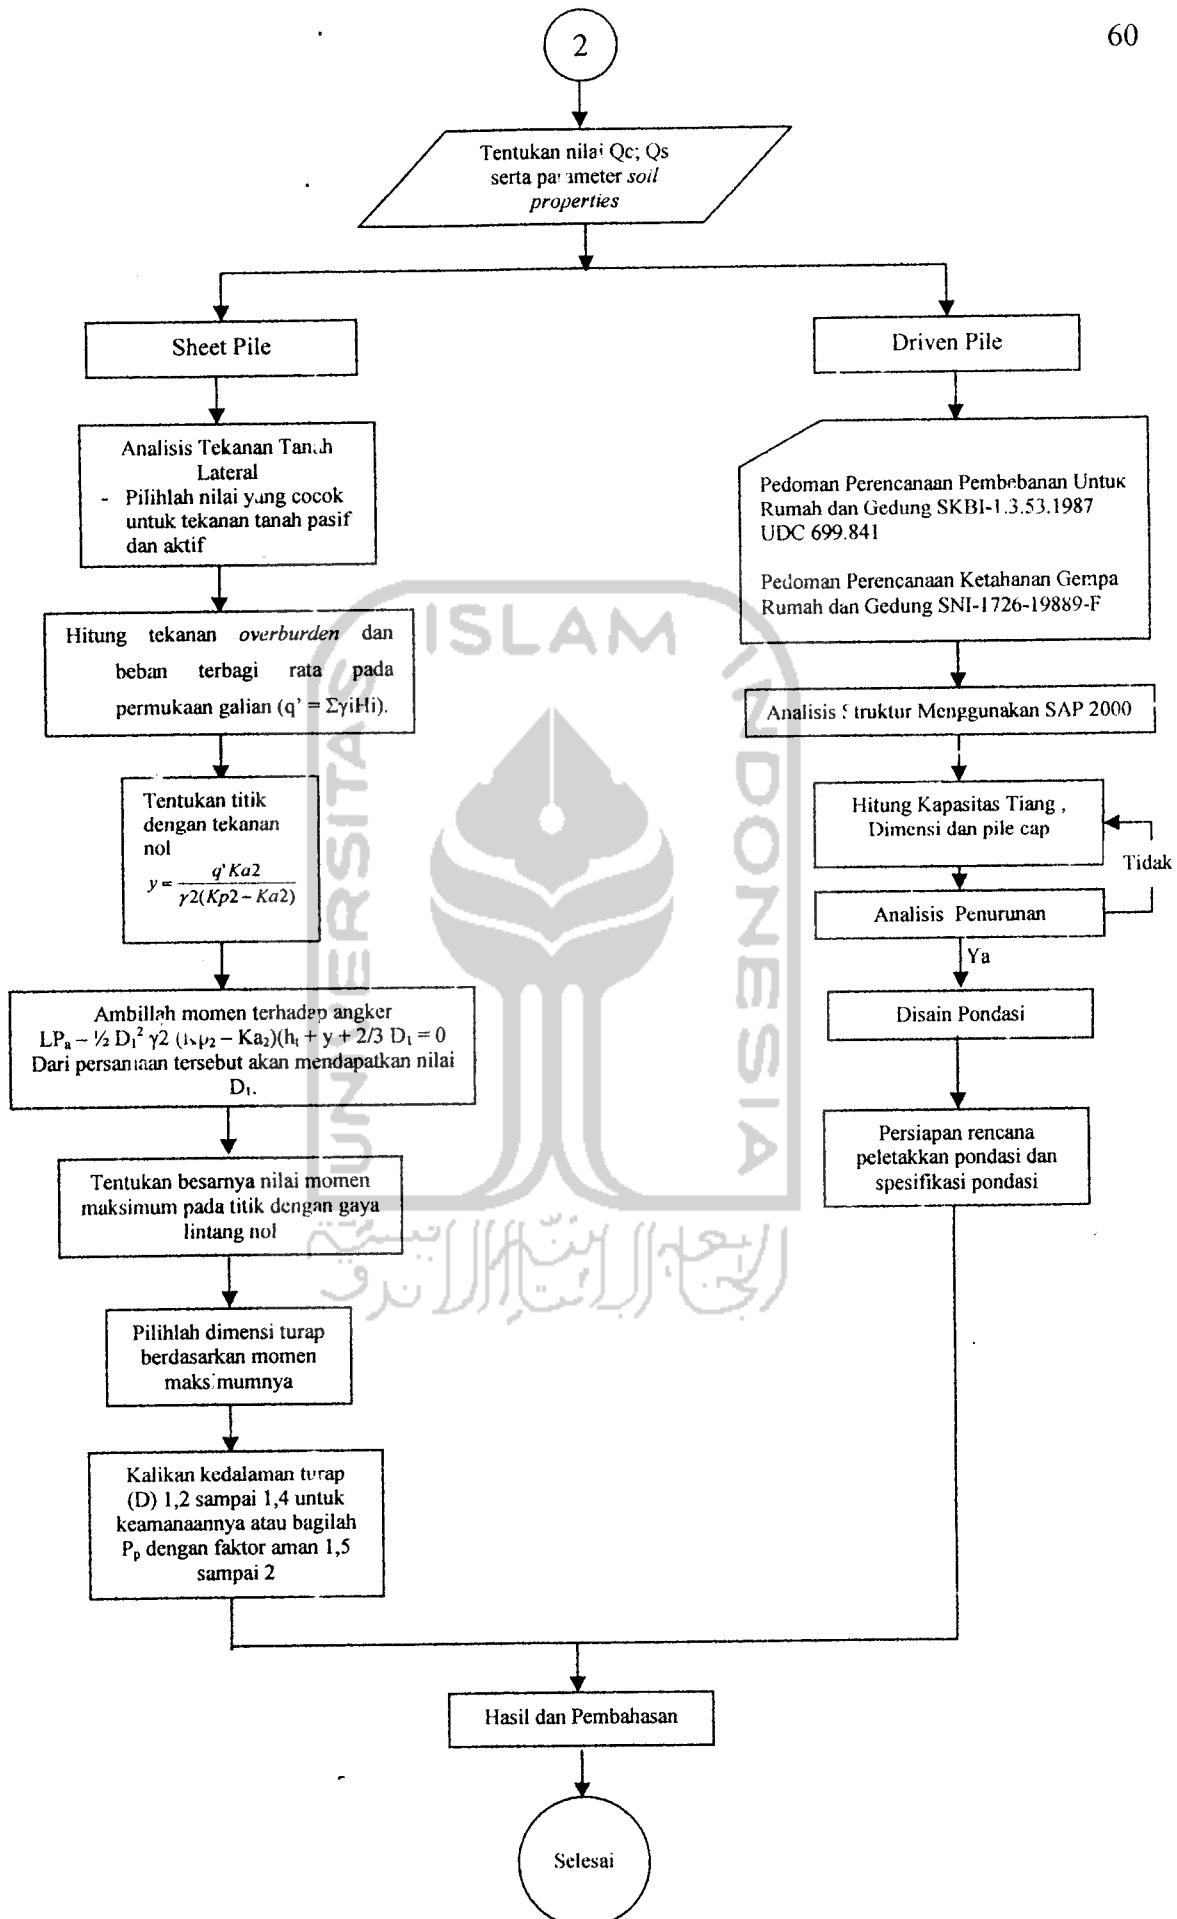 60
2
Tentukan nilai Qc; Qs
serta parameter soil
properties
Sheet Pile
Driven Pile
Analisis Tekanan Tanah
Lateral
- Pilihlah nilai yang cocok
untuk tekanan tanah pasif
dan aktif
Pedoman Perencanaan Pembebanan Untuk
Rumah dan Gedung SKBI-1.3.53.1987
UDC 699.841
Pedoman Perencanaan Ketahanan Gempa
Rumah dan Gedung SNI-1726-19889-F
Hitung tekanan overburden dan
beban terbagi rata pada
permukaan galian (q' = ΣγiHi).
Analisis Struktur Menggunakan SAP 2000
Tentukan titik
dengan tekanan
nol
y = q' Ka2 / γ2(Kp2 – Ka2)
Hitung Kapasitas Tiang ,
Dimensi dan pile cap
Tidak
Analisis Penurunan
Ya
Ambillah momen terhadap angker
LPₐ – ½ D₁² γ2 (Kp₂ – Ka₂)(hₜ + y + 2/3 D₁ = 0
Dari persamaan tersebut akan mendapatkan nilai
D₁.
Disain Pondasi
Persiapan rencana
peletakkan pondasi dan
spesifikasi pondasi
Tentukan besarnya nilai momen
maksimum pada titik dengan gaya
lintang nol
Pilihlah dimensi turap
berdasarkan momen
maksimumnya
Kalikan kedalaman turap
(D) 1,2 sampai 1,4 untuk
keamanaannya atau bagilah
Pₚ dengan faktor aman 1,5
sampai 2
Hasil dan Pembahasan
Selesai
UNIVERSITAS
ISLAM
INDONESIA